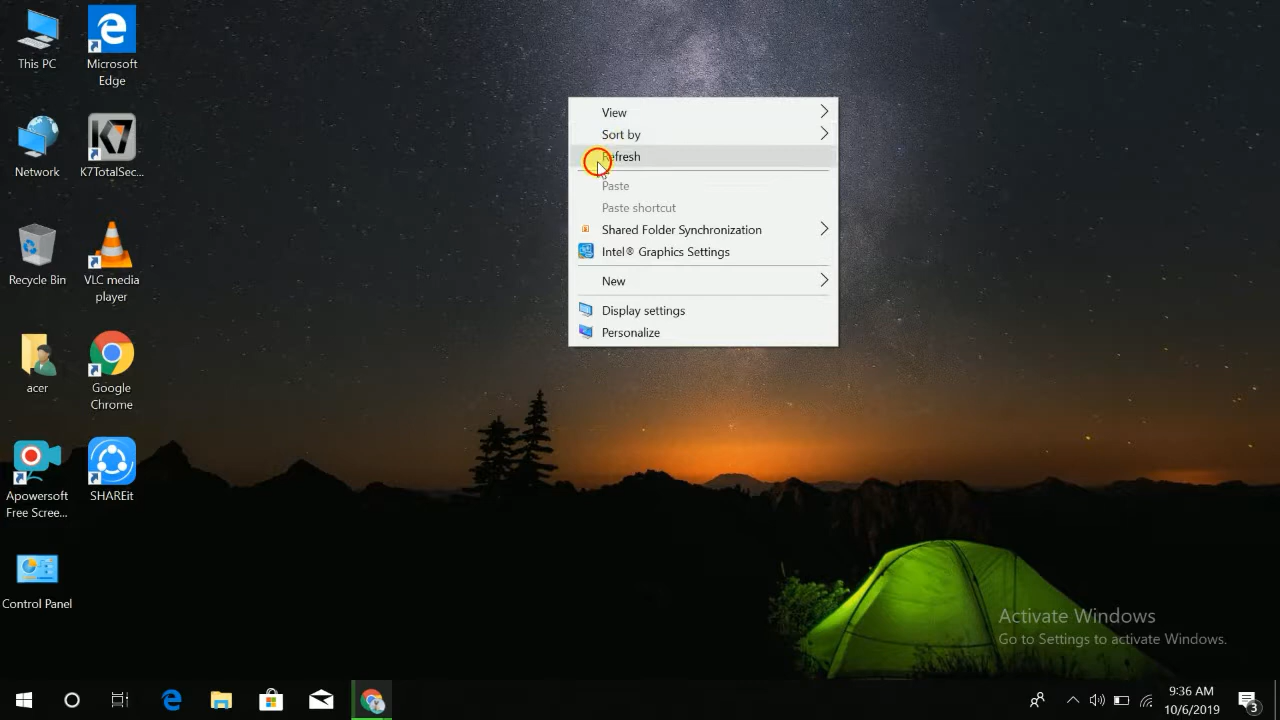 This PC
Microsoft
Edge
Network
K7TotalSec...
Recycle Bin
VLC media
player
acer
Google
Chrome
Apowersoft
Free Scree...
SHAREit
Control Panel
View
Sort by
Refresh
Paste
Paste shortcut
Shared Folder Synchronization
Intel® Graphics Settings
New
Display settings
Personalize
Activate Windows
Go to Settings to activate Windows.
9:36 AM
10/6/2019
3